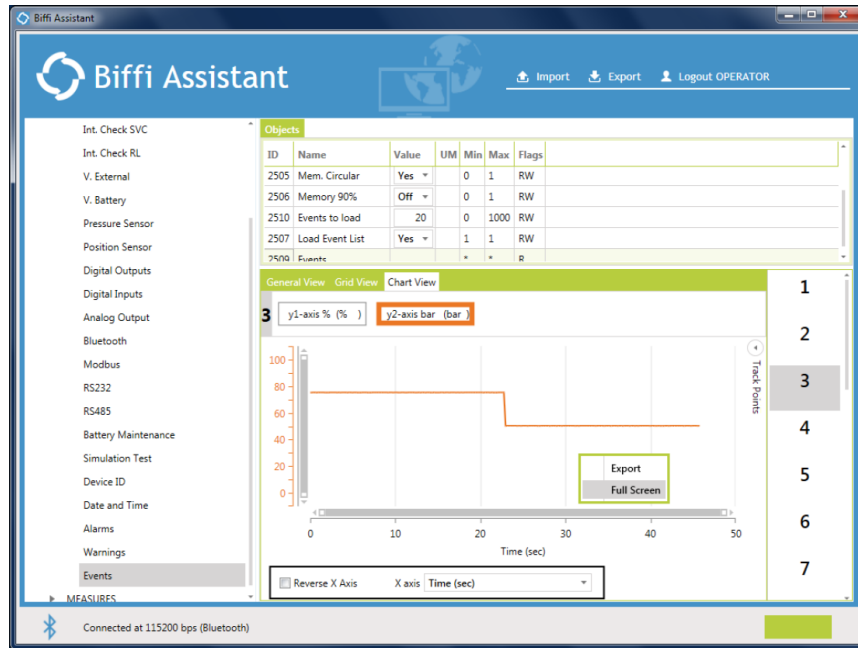 Biffi Assistant
Biffi Assistant
Import Export Logout OPERATOR
Int. Check SVC
Int. Check RL
V. External
V. Battery
Pressure Sensor
Position Sensor
Digital Outputs
Digital Inputs
Analog Output
Bluetooth
Modbus
RS232
RS485
Battery Maintenance
Simulation Test
Device ID
Date and Time
Alarms
Warnings
Events
MEASURES
Objects
ID Name Value UM Min Max Flags
2505 Mem. Circular Yes 0 1 RW
2506 Memory 90% Off 0 1 RW
2510 Events to load 20 0 1000 RW
2507 Load Event List Yes 1 1 RW
2509 Events * * R
General View Grid View Chart View
3 y1-axis % (% ) y2-axis bar (bar )
100
80
60
40
20
0
Track Points
Export
Full Screen
0 10 20 30 40 50
Time (sec)
Reverse X Axis X axis Time (sec)
1
2
3
4
5
6
7
Connected at 115200 bps (Bluetooth)